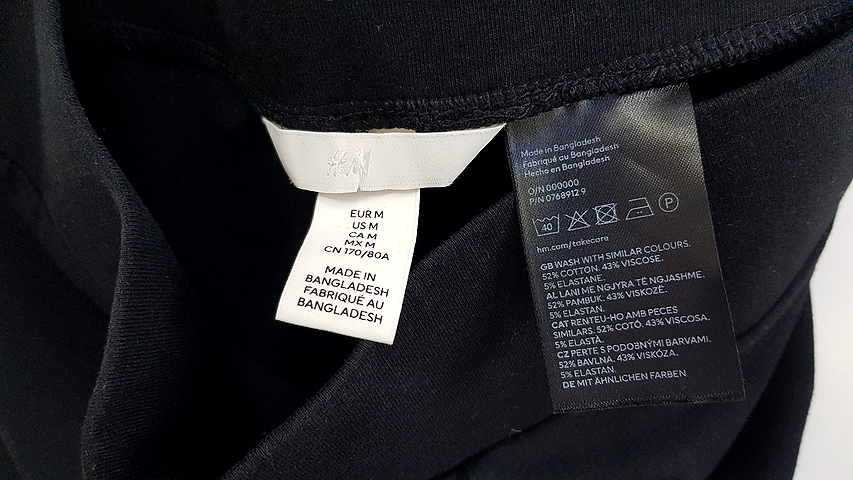 H&M
EUR M
US M
CA M
MX M
CN 170/80A
MADE IN
BANGLADESH
FABRIQUÉ AU
BANGLADESH
Made in Bangladesh
Fabriqué au Bangladesh
Hecho en Bangladesh
O/N 000000
P/N 0768912 9
40
P
hm.com/takecare
GB WASH WITH SIMILAR COLOURS.
52% COTTON. 43% VISCOSE.
5% ELASTANE.
AL LANI ME NGJYRA TË NGJASHME.
52% PAMBUK. 43% VISKOZË.
5% ELASTAN.
CAT RENTEU-HO AMB PECES
SIMILARS. 52% COTÓ. 43% VISCOSA.
5% ELASTÀ.
CZ PERTE S PODOBNÝMI BARVAMI.
52% BAVLNA. 43% VISKÓZA.
5% ELASTAN.
DE MIT ÄHNLICHEN FARBEN